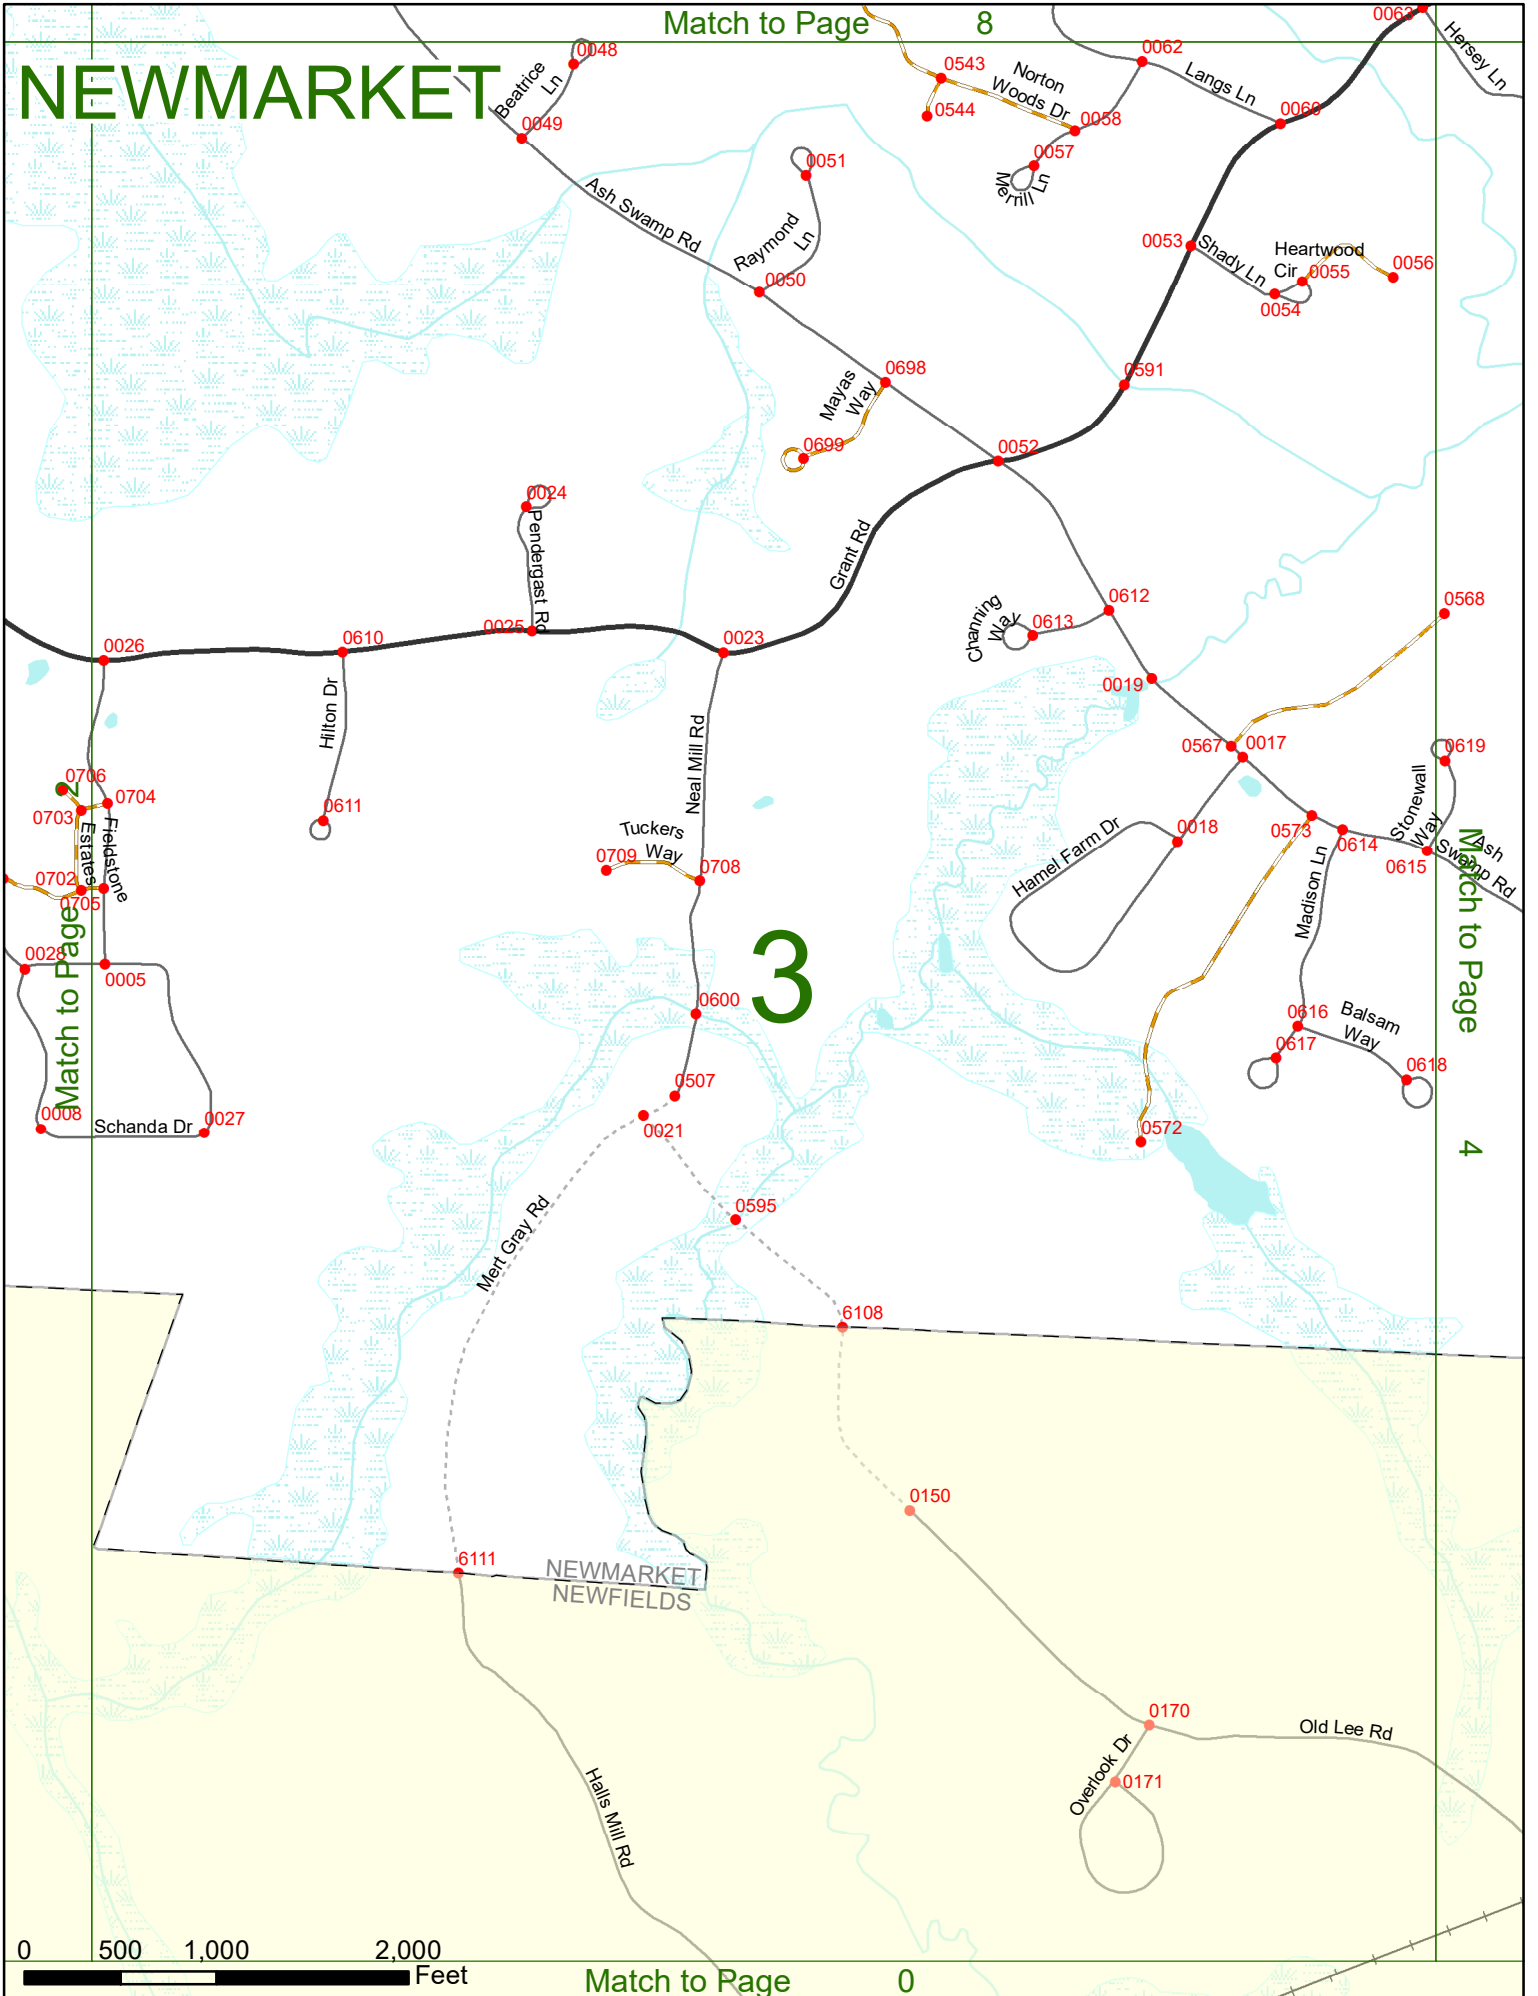 Match to Page 8
NEWMARKET
0063
Hersey Ln
0048
Beatrice
Ln
0049
0543
0544
Norton
Woods Dr
0058
0062
Langs Ln
0060
0057
Merrill Ln
0051
Raymond
Ln
Ash Swamp Rd
0050
0053
Shady Ln
Heartwood
Cir
0055
0056
0054
0591
0698
Mayas
Way
0699
0052
0024
Pendergast Rd
0025
Grant Rd
0026
0610
0023
Hilton Dr
0611
Channing
Way
0613
0612
0568
0019
0567
0017
0619
Stonewall
Way
Neal Mill Rd
0706
2
0703
0704
Fieldstone
Estates
0702
0705
Tuckers
Way
0709
0708
Hamel Farm Dr
0018
0573
0614
0615
Ash
Swamp Rd
Madison Ln
Match to Page
4
Match to Page
0028
0005
3
0600
0616
Balsam
Way
0617
0618
0507
0021
0008
Schanda Dr
0027
0572
0595
Mert Gray Rd
6108
0150
6111
NEWMARKET
NEWFIELDS
0170
Old Lee Rd
Overlook Dr
0171
Halls Mill Rd
0 500 1,000 2,000
Feet
Match to Page 0